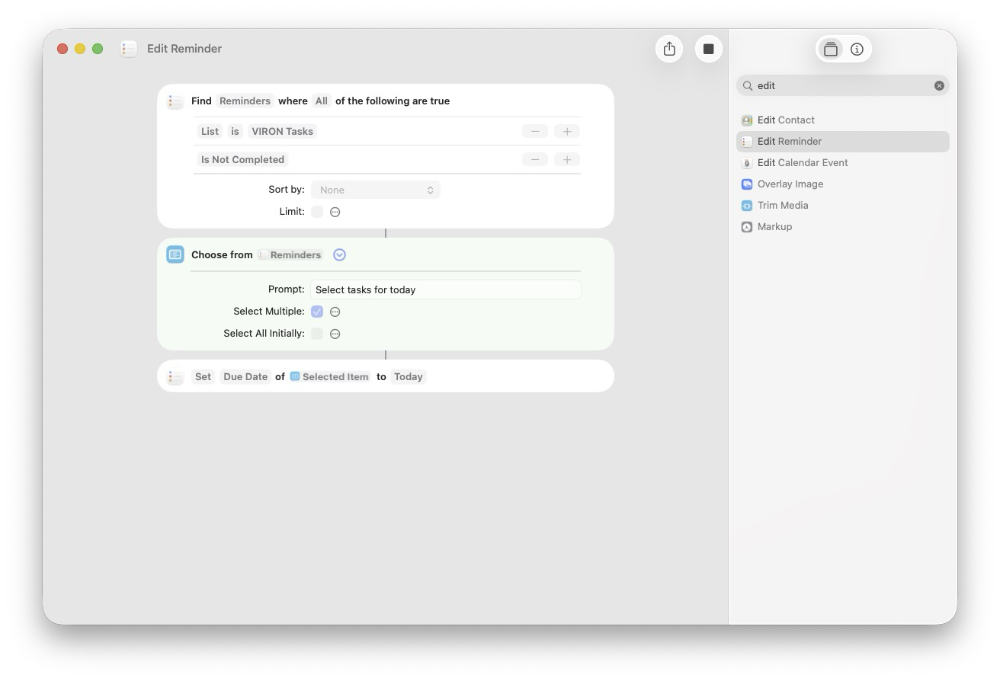 Edit Reminder
Find Reminders where All of the following are true
List is VIRON Tasks
Is Not Completed
Sort by: None
Limit:
Choose from Reminders
Prompt: Select tasks for today
Select Multiple:
Select All Initially:
Set Due Date of Selected Item to Today
edit
Edit Contact
Edit Reminder
Edit Calendar Event
Overlay Image
Trim Media
Markup